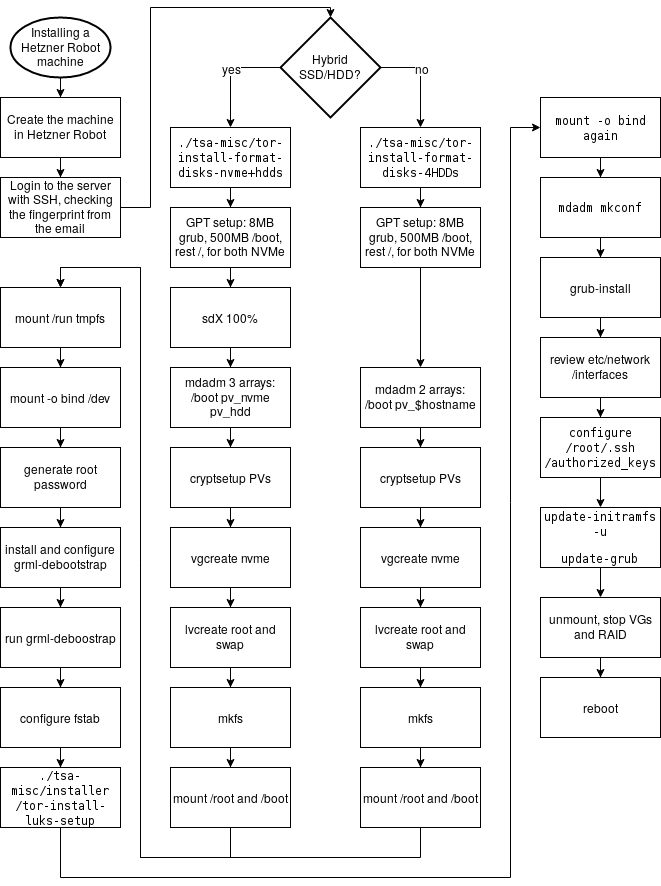 Installing a
Hetzner Robot
machine
Create the machine
in Hetzner Robot
Login to the server
with SSH, checking
the fingerprint from
the email
Hybrid
SSD/HDD?
yes
no
./tsa-misc/tor-
install-format-
disks-nvme+hdds
GPT setup: 8MB
grub, 500MB /boot,
rest /, for both NVMe
sdX 100%
mdadm 3 arrays:
/boot pv_nvme
pv_hdd
cryptsetup PVs
vgcreate nvme
lvcreate root and
swap
mkfs
mount /root and /boot
./tsa-misc/tor-
install-format-
disks-4HDDs
GPT setup: 8MB
grub, 500MB /boot,
rest /, for both NVMe
mdadm 2 arrays:
/boot pv_$hostname
cryptsetup PVs
vgcreate nvme
lvcreate root and
swap
mkfs
mount /root and /boot
mount /run tmpfs
mount -o bind /dev
generate root
password
install and configure
grml-debootstrap
run grml-deboostrap
configure fstab
./tsa-
misc/installer
/tor-install-
luks-setup
mount -o bind
again
mdadm mkconf
grub-install
review etc/network
/interfaces
configure
/root/.ssh
/authorized_keys
update-initramfs
-u
update-grub
unmount, stop VGs
and RAID
reboot